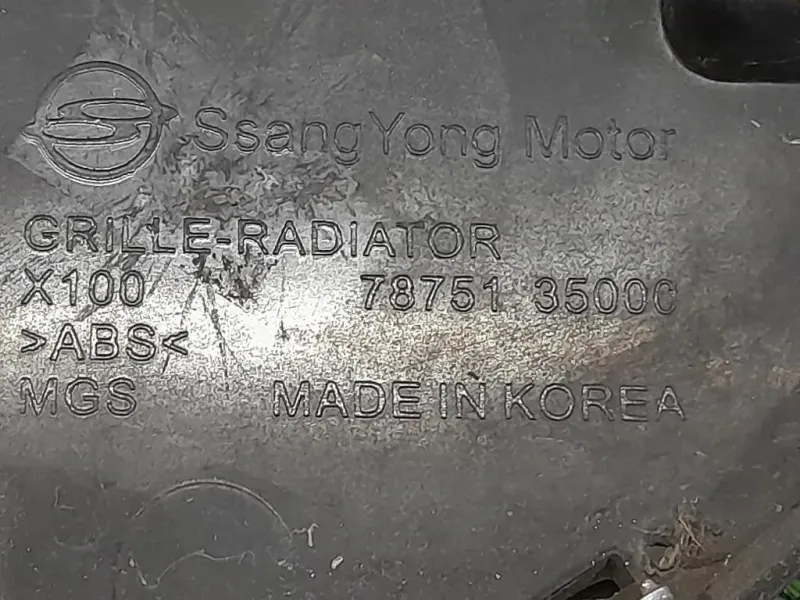 SsangYong Motor
GRILLE-RADIATOR
X100 78751 35000
>ABS<
MGS MADE IN KOREA